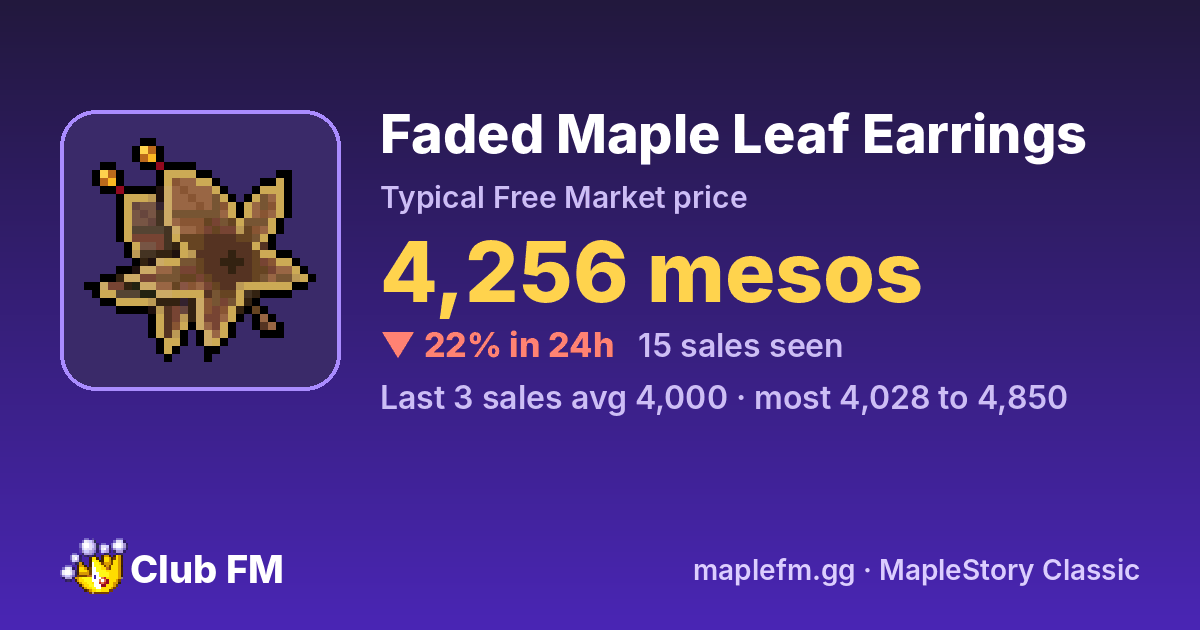 Faded Maple Leaf Earrings
Typical Free Market price
4,256 mesos
▼ 22% in 24h 15 sales seen
Last 3 sales avg 4,000 · most 4,028 to 4,850
Club FM
maplefm.gg · MapleStory Classic